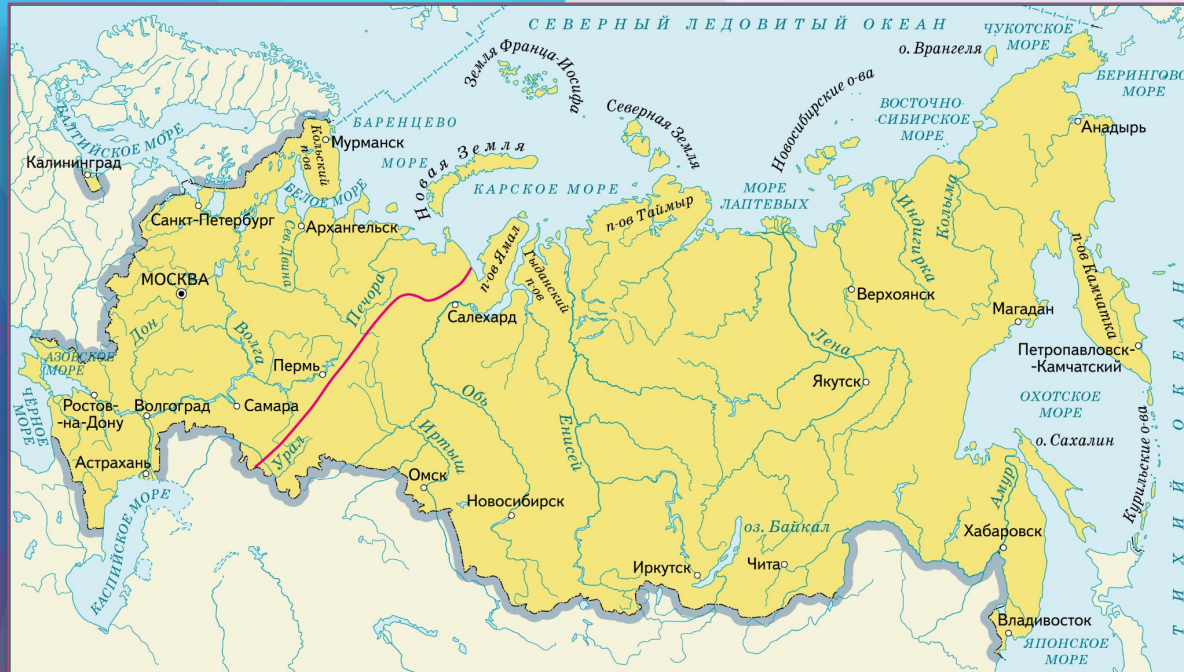 СЕВЕРНЫЙ ЛЕДОВИТЫЙ ОКЕАН
ЧУКОТСКОЕ
МОРЕ
о. Врангеля
Земля Франца-Иосифа
БЕРИНГОВО
МОРЕ
Новосибирские о-ва
Северная Земля
ВОСТОЧНО-
СИБИРСКОЕ
МОРЕ
БАРЕНЦЕВО
МОРЕ
Анадырь
БАЛТИЙСКОЕ МОРЕ
Кольский
п-ов
Мурманск
Калининград
Новая Земля
КАРСКОЕ МОРЕ
МОРЕ
ЛАПТЕВЫХ
БЕЛОЕ МОРЕ
п-ов Таймыр
Индигирка
Колыма
Санкт-Петербург
Архангельск
Сев. Двина
п-ов Ямал
Гыданский
п-ов
п-ов Камчатка
МОСКВА
Печора
Верхоянск
Салехард
Магадан
Дон
Волга
Лена
АЗОВСКОЕ
МОРЕ
Пермь
Петропавловск-
-Камчатский
Якутск
ЧЁРНОЕ
МОРЕ
Ростов-
-на-Дону
Волгоград
Самара
Обь
ОХОТСКОЕ
МОРЕ
Иртыш
Енисей
о. Сахалин
Урал
Астрахань
Омск
Новосибирск
Амур
Курильские о-ва
КАСПИЙСКОЕ МОРЕ
оз. Байкал
Хабаровск
Иркутск
Чита
Владивосток
ЯПОНСКОЕ
МОРЕ
ТИХИЙ ОКЕАН